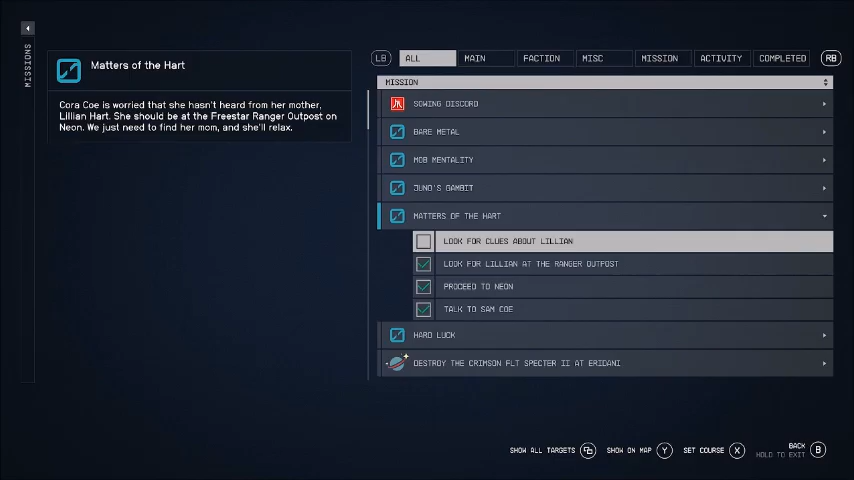 MISSIONS
Matters of the Hart
Cora Coe is worried that she hasn't heard from her mother,
Lillian Hart. She should be at the Freestar Ranger Outpost on
Neon. We just need to find her mom, and she'll relax.
LB ALL MAIN FACTION MISC MISSION ACTIVITY COMPLETED RB
MISSION
SOWING DISCORD
BARE METAL
MOB MENTALITY
JUNO'S GAMBIT
MATTERS OF THE HART
LOOK FOR CLUES ABOUT LILLIAN
LOOK FOR LILLIAN AT THE RANGER OUTPOST
PROCEED TO NEON
TALK TO SAM COE
HARD LUCK
DESTROY THE CRIMSON FLT SPECTER II AT ERIDANI
SHOW ALL TARGETS SHOW ON MAP Y SET COURSE X BACK B
HOLD TO EXIT